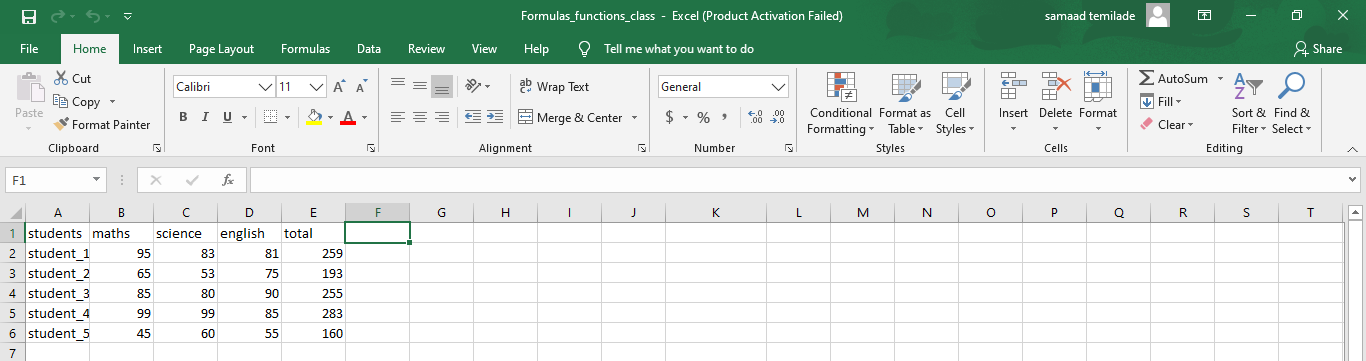 Formulas_functions_class - Excel (Product Activation Failed) samaad temilade
File Home Insert Page Layout Formulas Data Review View Help Tell me what you want to do Share
Cut
Copy
Format Painter
Paste
Clipboard
Calibri 11 A A
B I U A
Font
ab c Wrap Text
Merge & Center
Alignment
General
$ % , .0 .00 .00 .0
Number
Conditional Formatting Format as Table Cell Styles
Styles
Insert Delete Format
Cells
AutoSum
Fill
Clear
A Z Sort & Filter Find & Select
Editing
F1 fx
A B C D E F G H I J K L M N O P Q R S T
1 students maths science english total
2 student_1 95 83 81 259
3 student_2 65 53 75 193
4 student_3 85 80 90 255
5 student_4 99 99 85 283
6 student_5 45 60 55 160
7